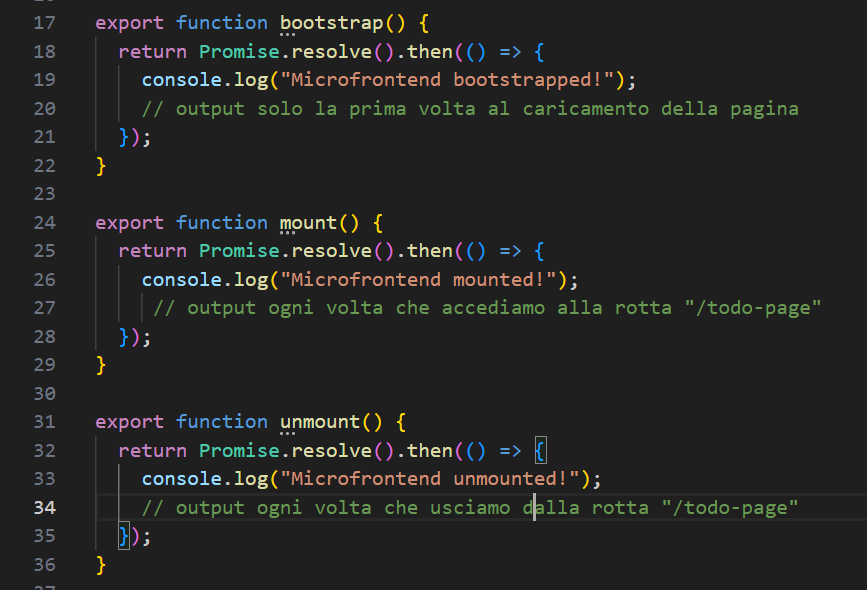 17 export function bootstrap() {
18   return Promise.resolve().then(() => {
19     console.log("Microfrontend bootstrapped!");
20     // output solo la prima volta al caricamento della pagina
21   });
22 }
23
24 export function mount() {
25   return Promise.resolve().then(() => {
26     console.log("Microfrontend mounted!");
27      // output ogni volta che accediamo alla rotta "/todo-page"
28   });
29 }
30
31 export function unmount() {
32   return Promise.resolve().then(() => {
33     console.log("Microfrontend unmounted!");
34     // output ogni volta che usciamo dalla rotta "/todo-page"
35   });
36 }